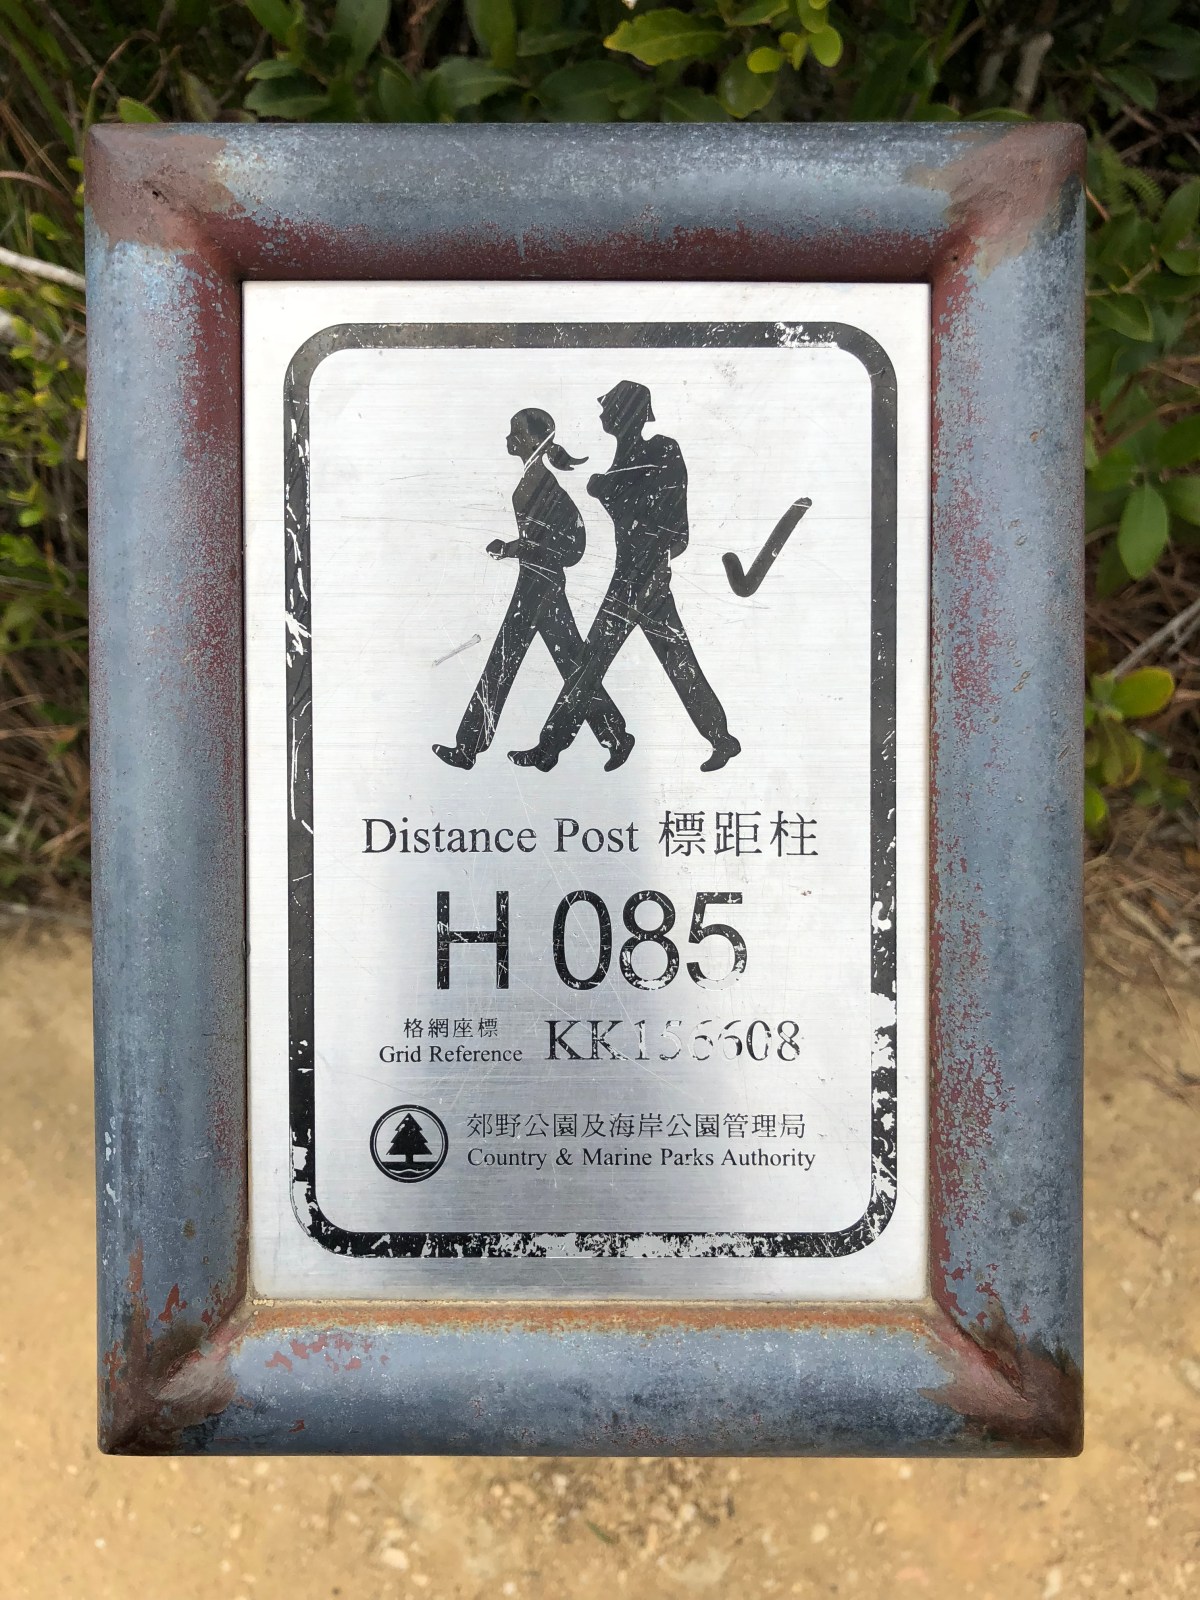 Distance Post 標距柱
H 085
格網座標
Grid Reference KK156608
郊野公園及海岸公園管理局
Country & Marine Parks Authority